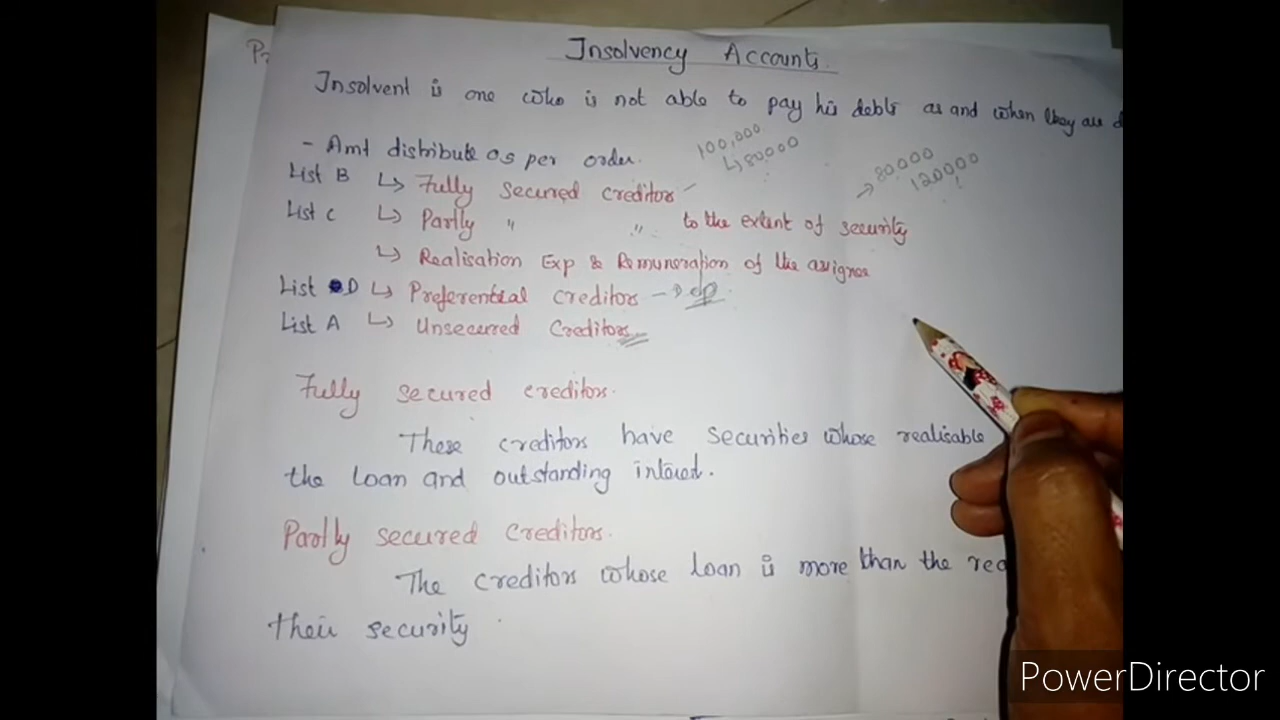 Insolvency Accounts.
Insolvent is one who is not able to pay his debts as and when they are d
- Amt distribute as per order.
100,000
↳ 80000
→ 80,000
120000
List B ↳ Fully secured creditors
List C ↳ Partly " " to the extent of security
↳ Realisation Exp & Remuneration of the assignee
List D ↳ Preferential creditors →
List A ↳ Unsecured Creditors
Fully secured creditors.
These creditors have securities whose realisable
the loan and outstanding interest.
Partly secured creditors.
The creditors whose loan is more than the rea
their security
PowerDirector